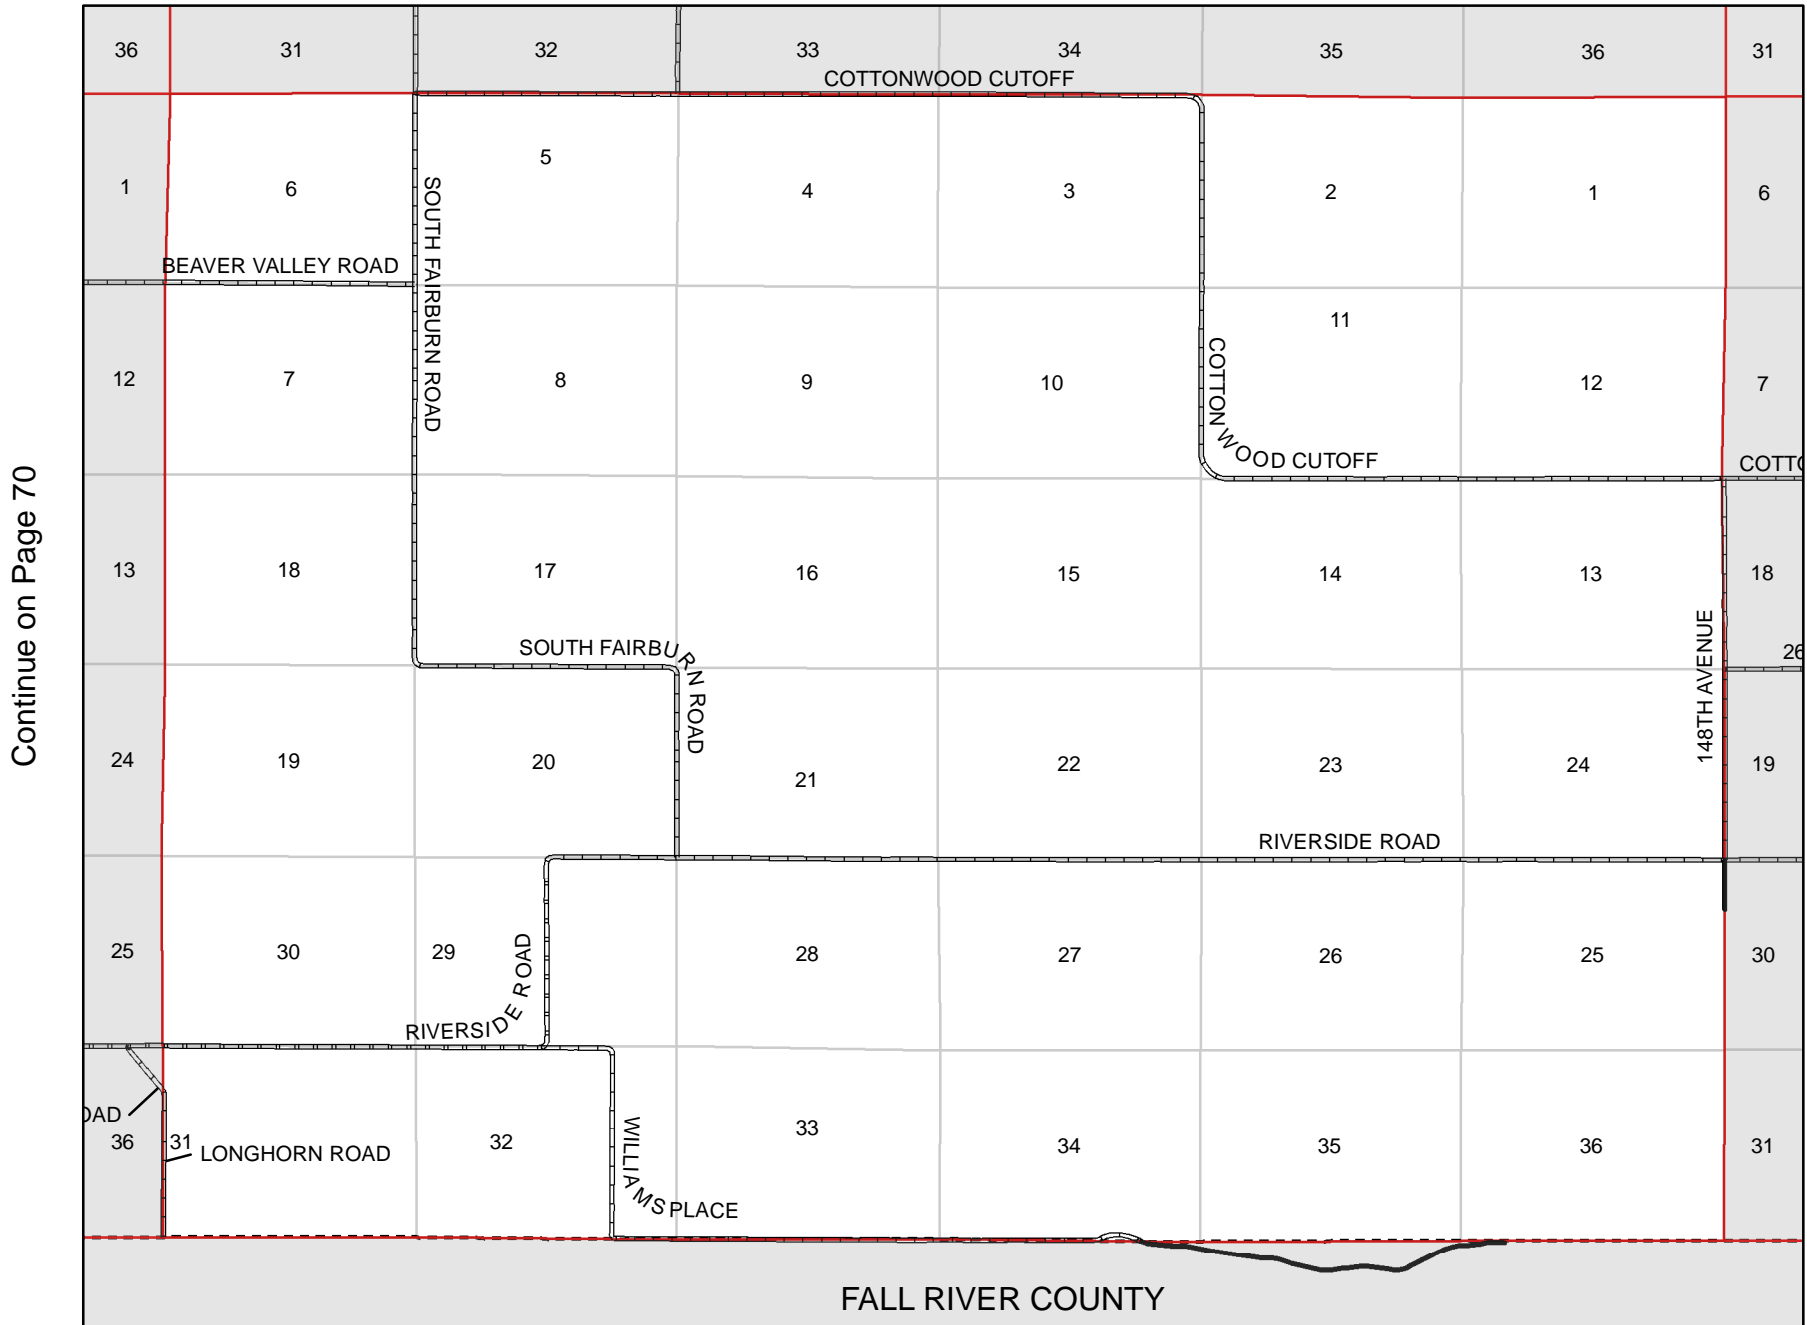 36 31 32 33 34 35 36 31
COTTONWOOD CUTOFF
5
1 6 4 3 2 1 6
SOUTH FAIRBURN ROAD
BEAVER VALLEY ROAD
11
12 7 8 9 10 12 7
COTTONWOOD CUTOFF
COTTO
Continue on Page 70
13 18 17 16 15 14 13 18
SOUTH FAIRBURN ROAD
148TH AVENUE
26
24 19 20 21 22 23 24 19
RIVERSIDE ROAD
25 30 29 28 27 26 25 30
RIVERSIDE ROAD
OAD
36 31 32 33 34 35 36 31
LONGHORN ROAD
WILLIAMS PLACE
FALL RIVER COUNTY